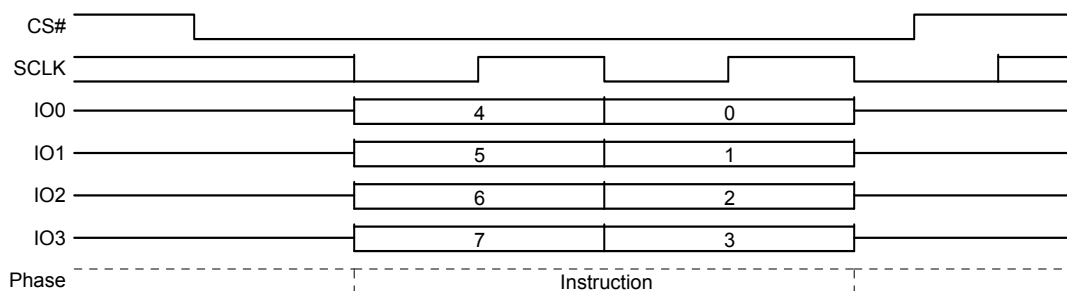 CS#
SCLK
IO0 4 0
IO1 5 1
IO2 6 2
IO3 7 3
Phase Instruction